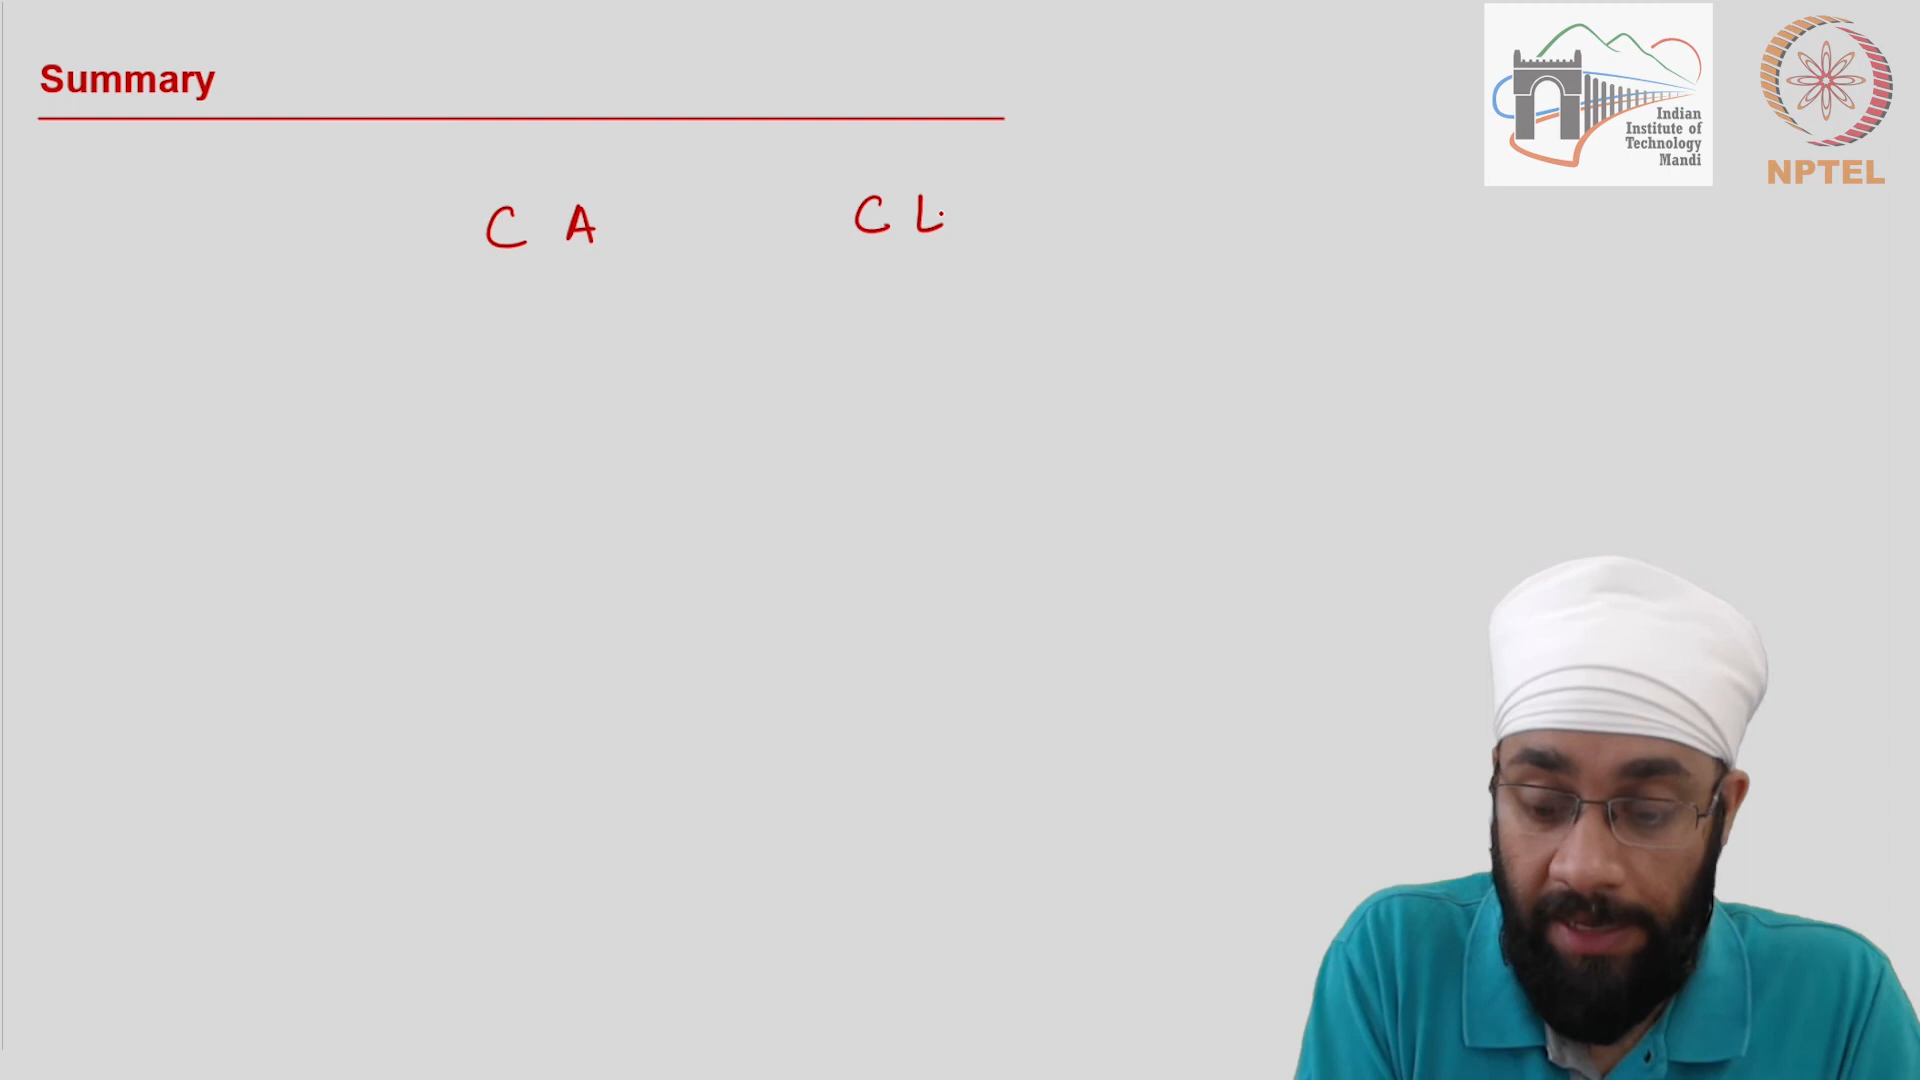 Summary
C A C L
Indian
Institute of
Technology
Mandi
NPTEL